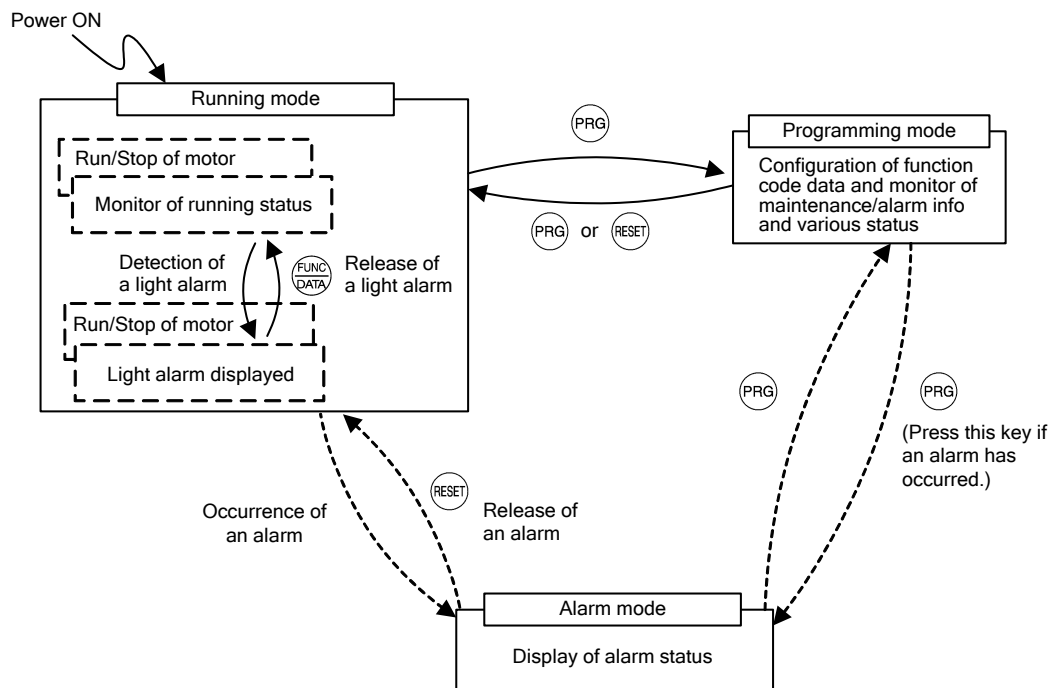 Power ON
Running mode
Run/Stop of motor
Monitor of running status
Detection of
a light alarm
FUNC
DATA
Release of
a light alarm
Run/Stop of motor
Light alarm displayed
PRG
PRG or RESET
Programming mode
Configuration of function
code data and monitor of
maintenance/alarm info
and various status
Occurrence of
an alarm
RESET
Release of
an alarm
PRG
PRG
(Press this key if
an alarm has
occurred.)
Alarm mode
Display of alarm status